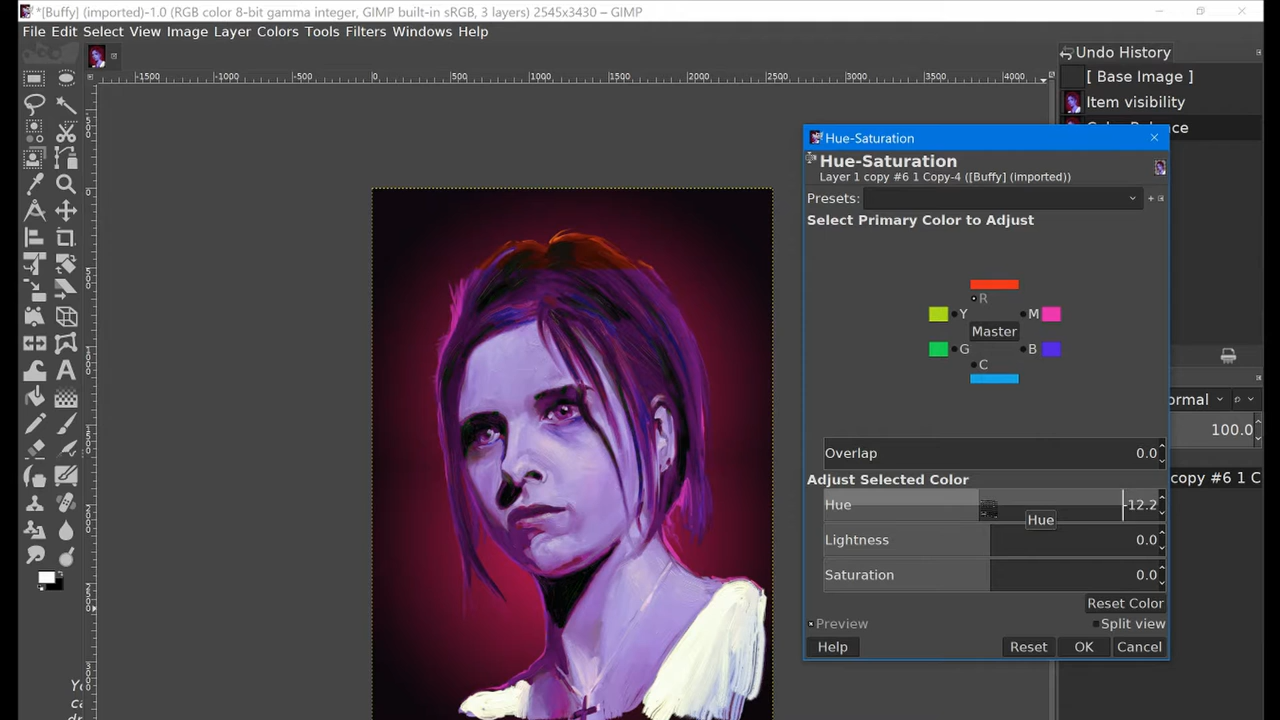 *[Buffy] (imported)-1.0 (RGB color 8-bit gamma integer, GIMP built-in sRGB, 3 layers) 2545x3430 – GIMP
File Edit Select View Image Layer Colors Tools Filters Windows Help
-1500 -1000 -500 0 500 1000 1500 2000 2500 3000 3500 4000
Undo History
[ Base Image ]
Item visibility
Hue-Saturation
Hue-Saturation
Layer 1 copy #6 1 Copy-4 ([Buffy] (Imported))
Presets:
Select Primary Color to Adjust
R
Y M
Master
G B
C
Normal
100.0
Overlap 0.0
copy #6 1 C
Adjust Selected Color
Hue -12.2
Hue
Lightness 0.0
Saturation 0.0
Reset Color
Preview Split view
Help Reset OK Cancel